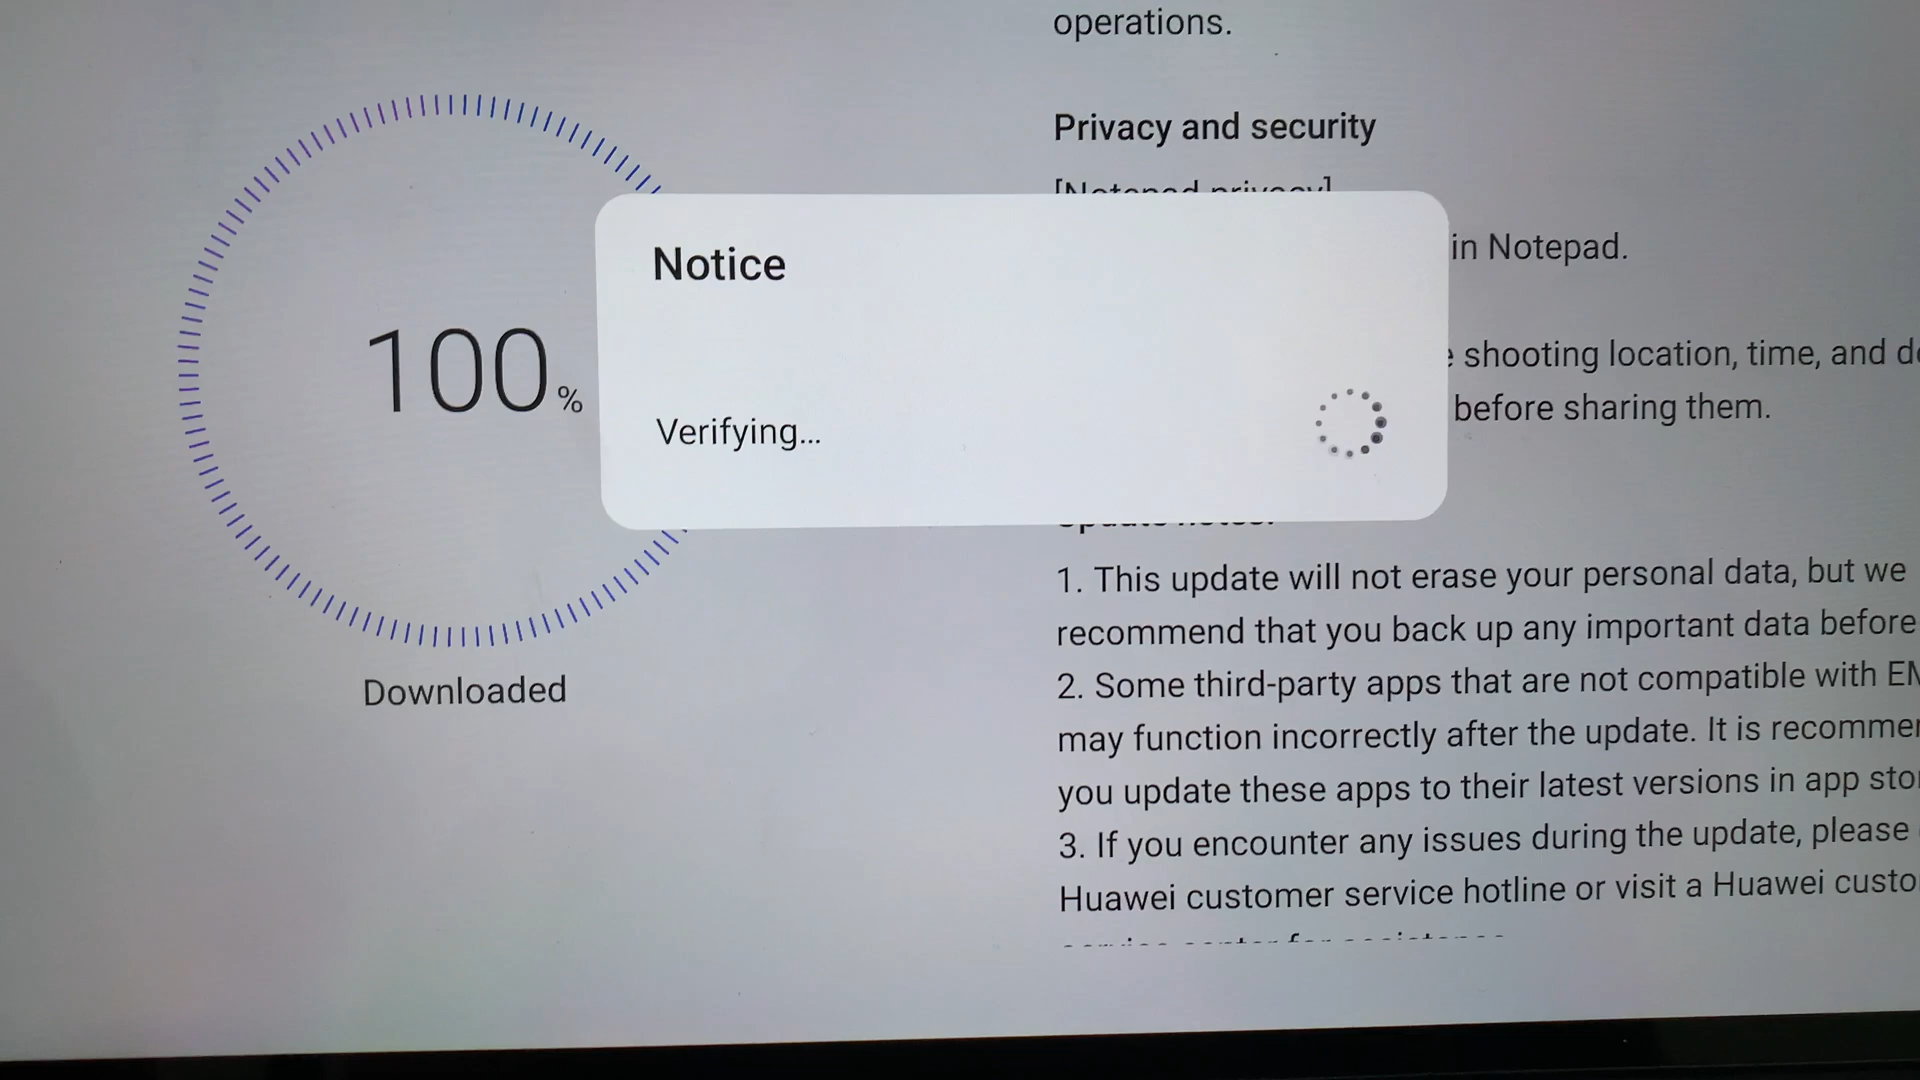 operations.
Privacy and security
[Notepad privacy]
in Notepad.
shooting location, time, and
before sharing them.
Notice
Verifying...
100%
Downloaded
1. This update will not erase your personal data, but we
recommend that you back up any important data before
2. Some third-party apps that are not compatible with
may function incorrectly after the update. It is
you update these apps to their latest versions in app
3. If you encounter any issues during the update, please
Huawei customer service hotline or visit a Huawei